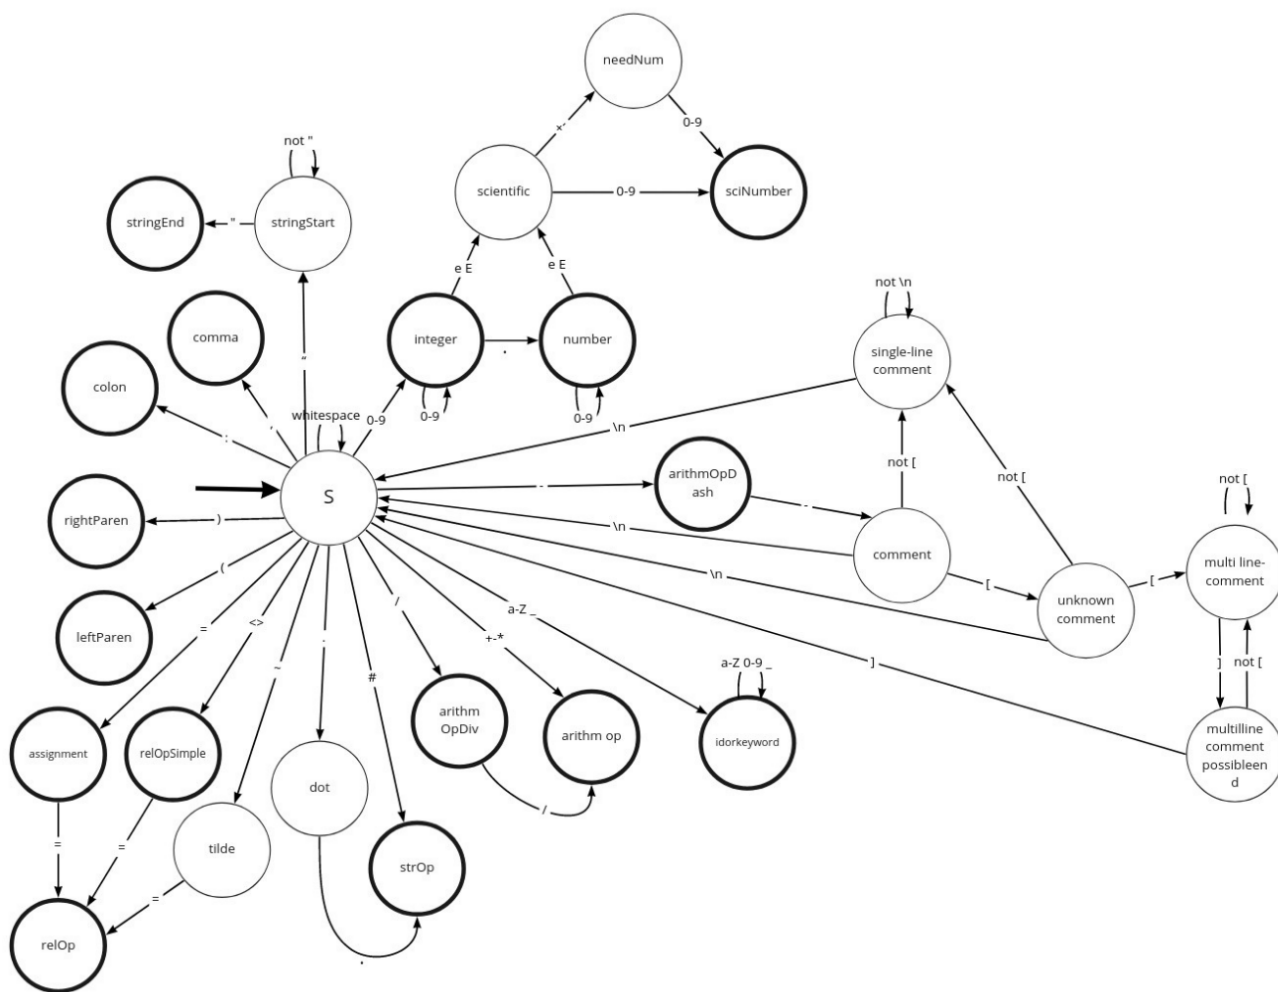 needNum
+-
0-9
not "
scientific
0-9
sciNumber
stringEnd
"
stringStart
e E
e E
not \n
comma
integer
.
number
single-line
comment
colon
"
,
:
whitespace
0-9
0-9
0-9
\n
not [
not [
not [
S
-
arithmOpD
ash
-
rightParen
)
\n
comment
[
unknown
comment
[
multi line-
comment
\n
(
leftParen
=
<>
~
.
#
/
+-*
a-Z _
]
]
not [
a-Z 0-9 _
assignment
relOpSimple
arithm
OpDiv
arithm op
idorkeyword
multilline
comment
possibleen
d
dot
/
=
=
tilde
strOp
=
relOp
.